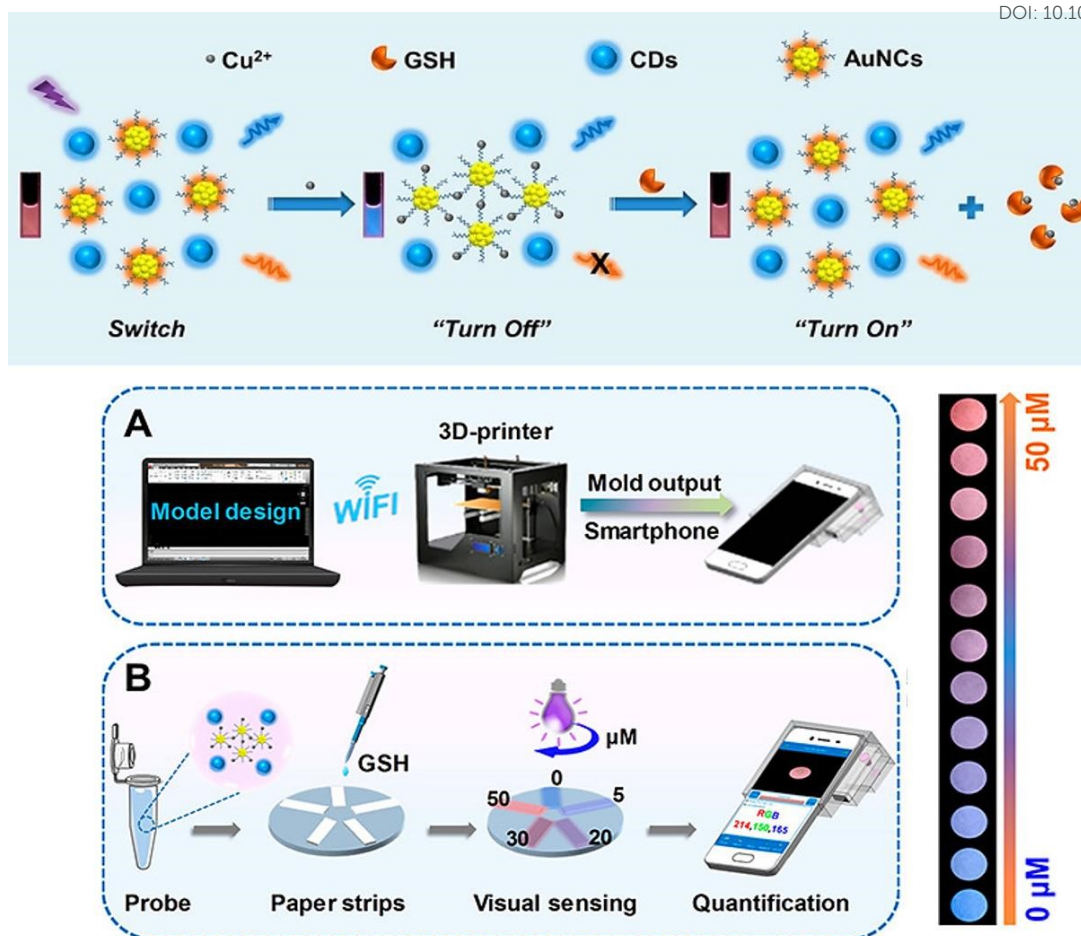 DOI: 10.10
Cu²⁺ GSH CDs AuNCs
X
Switch "Turn Off" "Turn On"
A
Model design
WIFI
3D-printer
Mold output
Smartphone
50 µM
0 µM
B
GSH
µM
0
5
20
30
50
RGB
214,150,165
Probe Paper strips Visual sensing Quantification